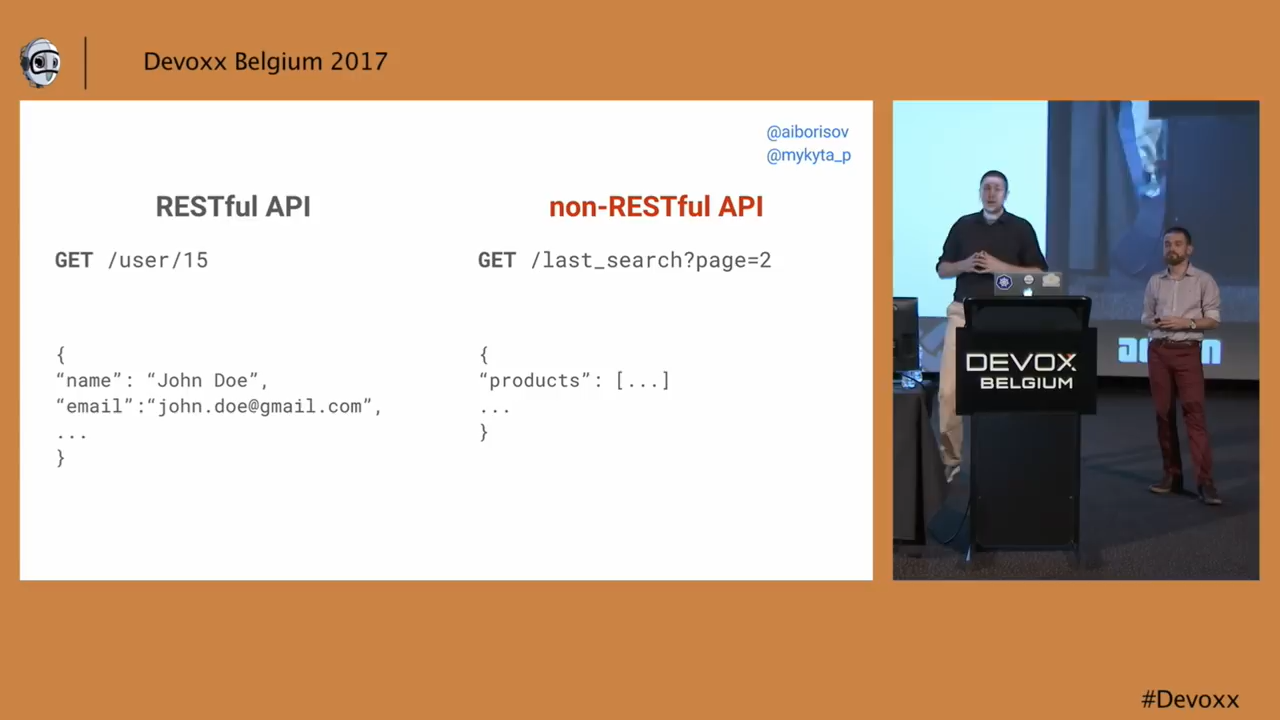 Devoxx Belgium 2017
@aiborisov
@mykyta_p
RESTful API
GET /user/15
{
“name”: “John Doe”,
“email”:“john.doe@gmail.com”,
...
}
non-RESTful API
GET /last_search?page=2
{
“products”: [...]
...
}
DEVOXX
BELGIUM
#Devoxx